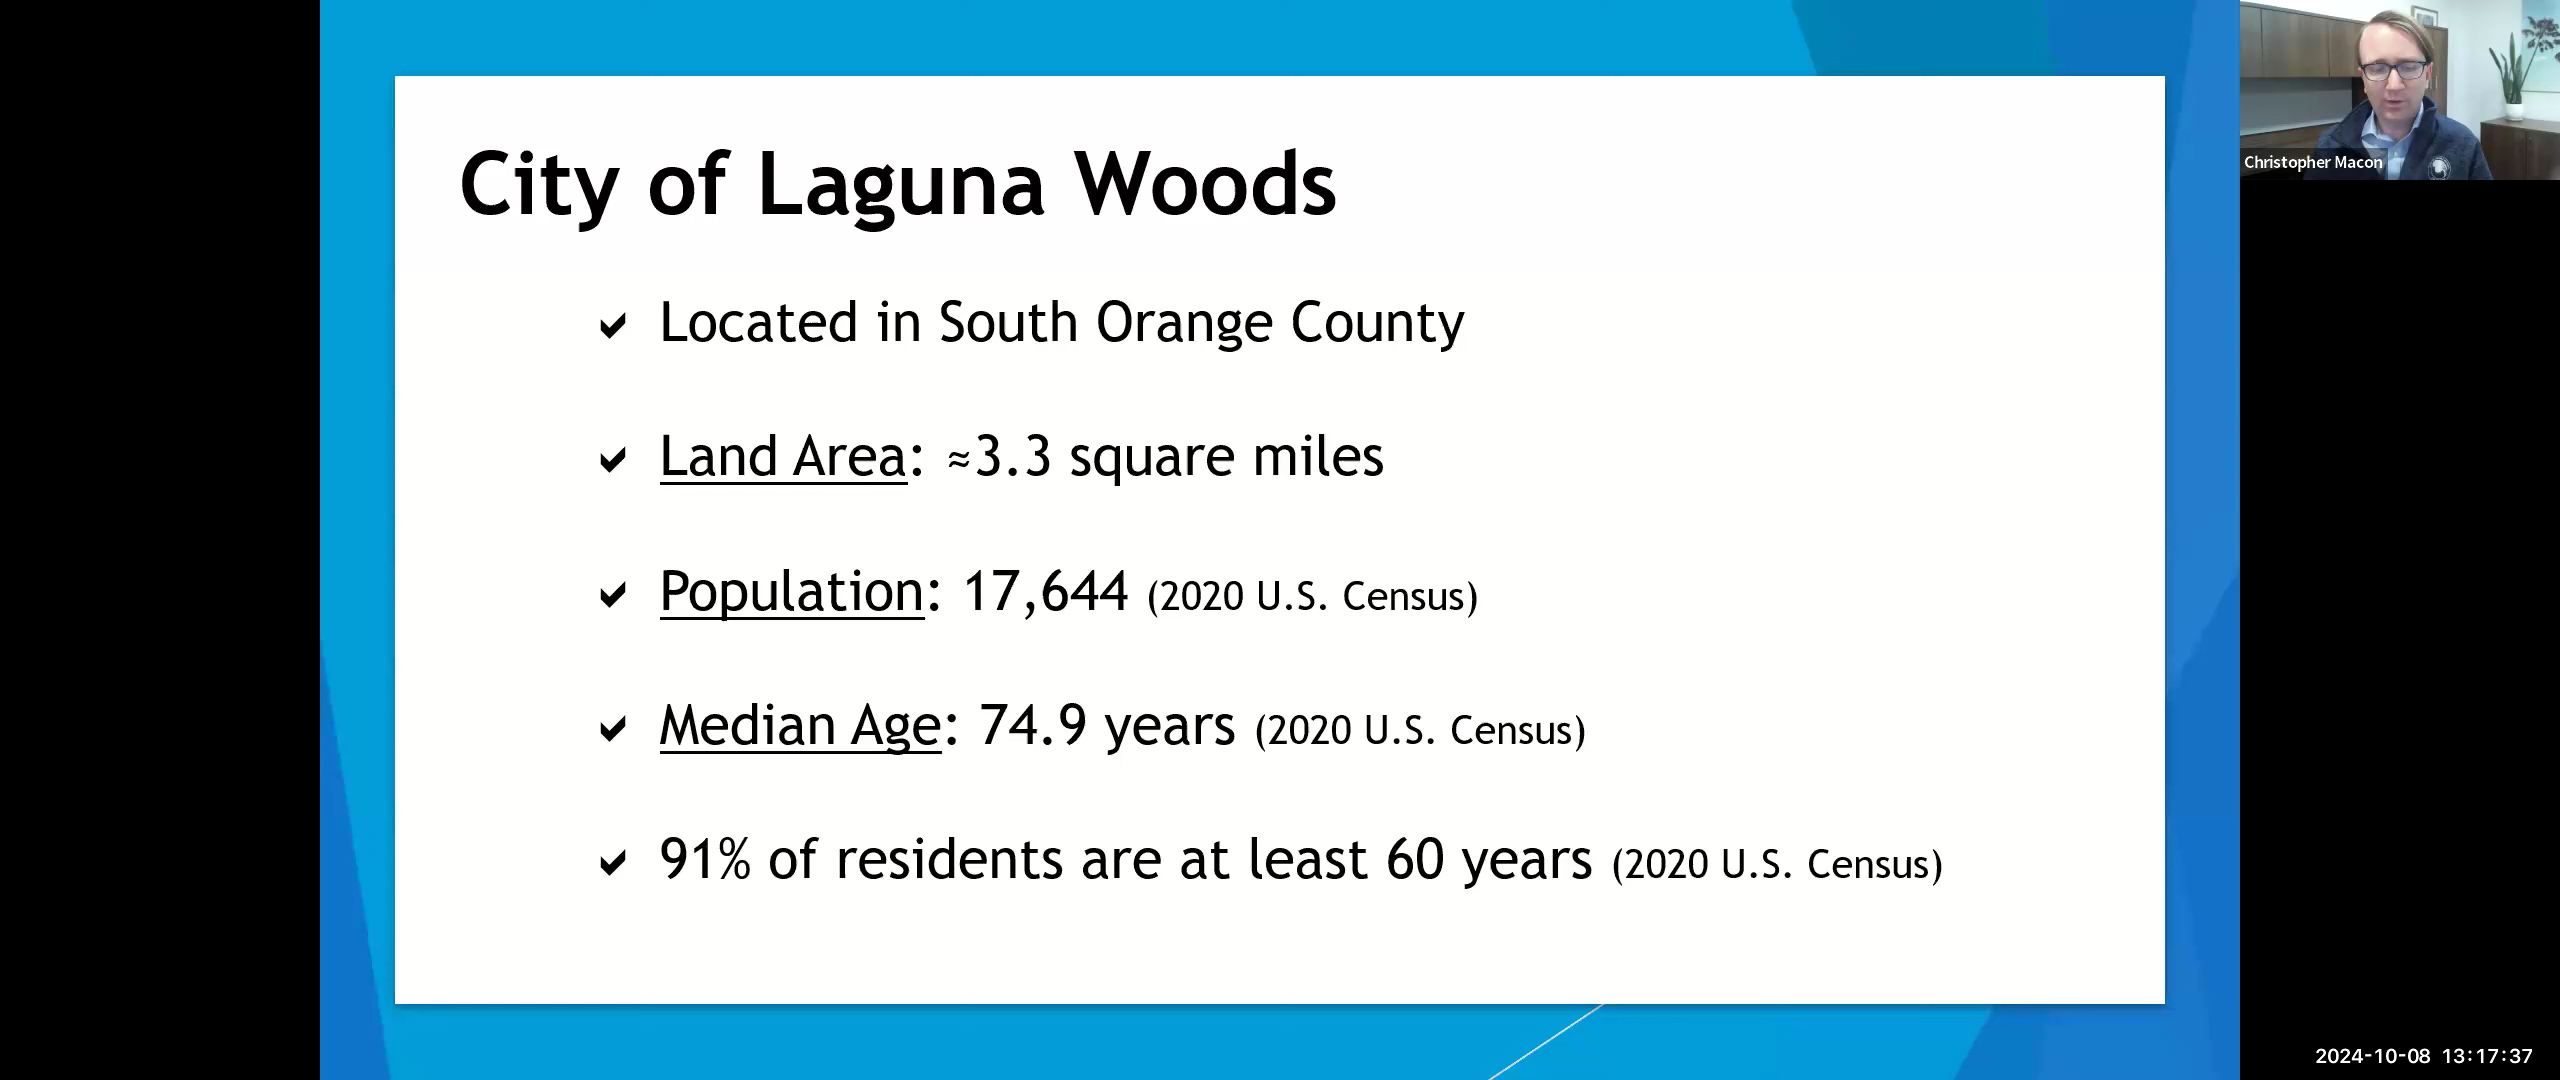 City of Laguna Woods
Located in South Orange County
Land Area: ≈3.3 square miles
Population: 17,644 (2020 U.S. Census)
Median Age: 74.9 years (2020 U.S. Census)
91% of residents are at least 60 years (2020 U.S. Census)
Christopher Macon
2024-10-08 13:17:37